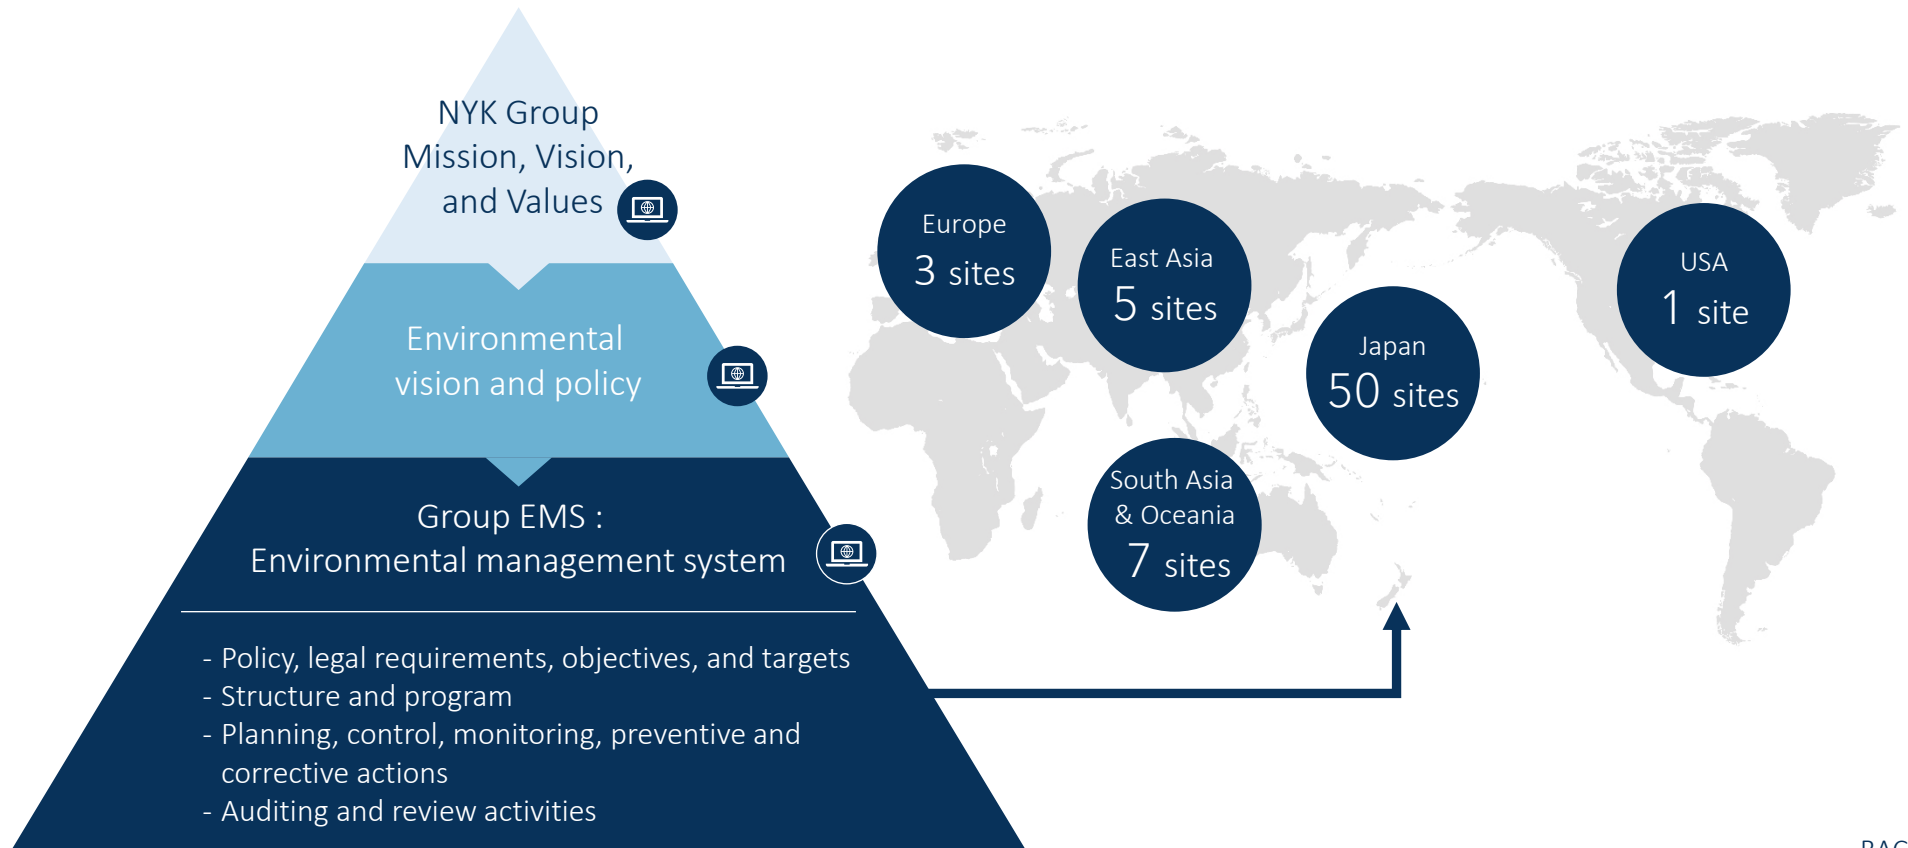 NYK Group
Mission, Vision,
and Values
Environmental
vision and policy
Group EMS :
Environmental management system
- Policy, legal requirements, objectives, and targets
- Structure and program
- Planning, control, monitoring, preventive and
corrective actions
- Auditing and review activities
Europe
3 sites
East Asia
5 sites
Japan
50 sites
USA
1 site
South Asia
& Oceania
7 sites